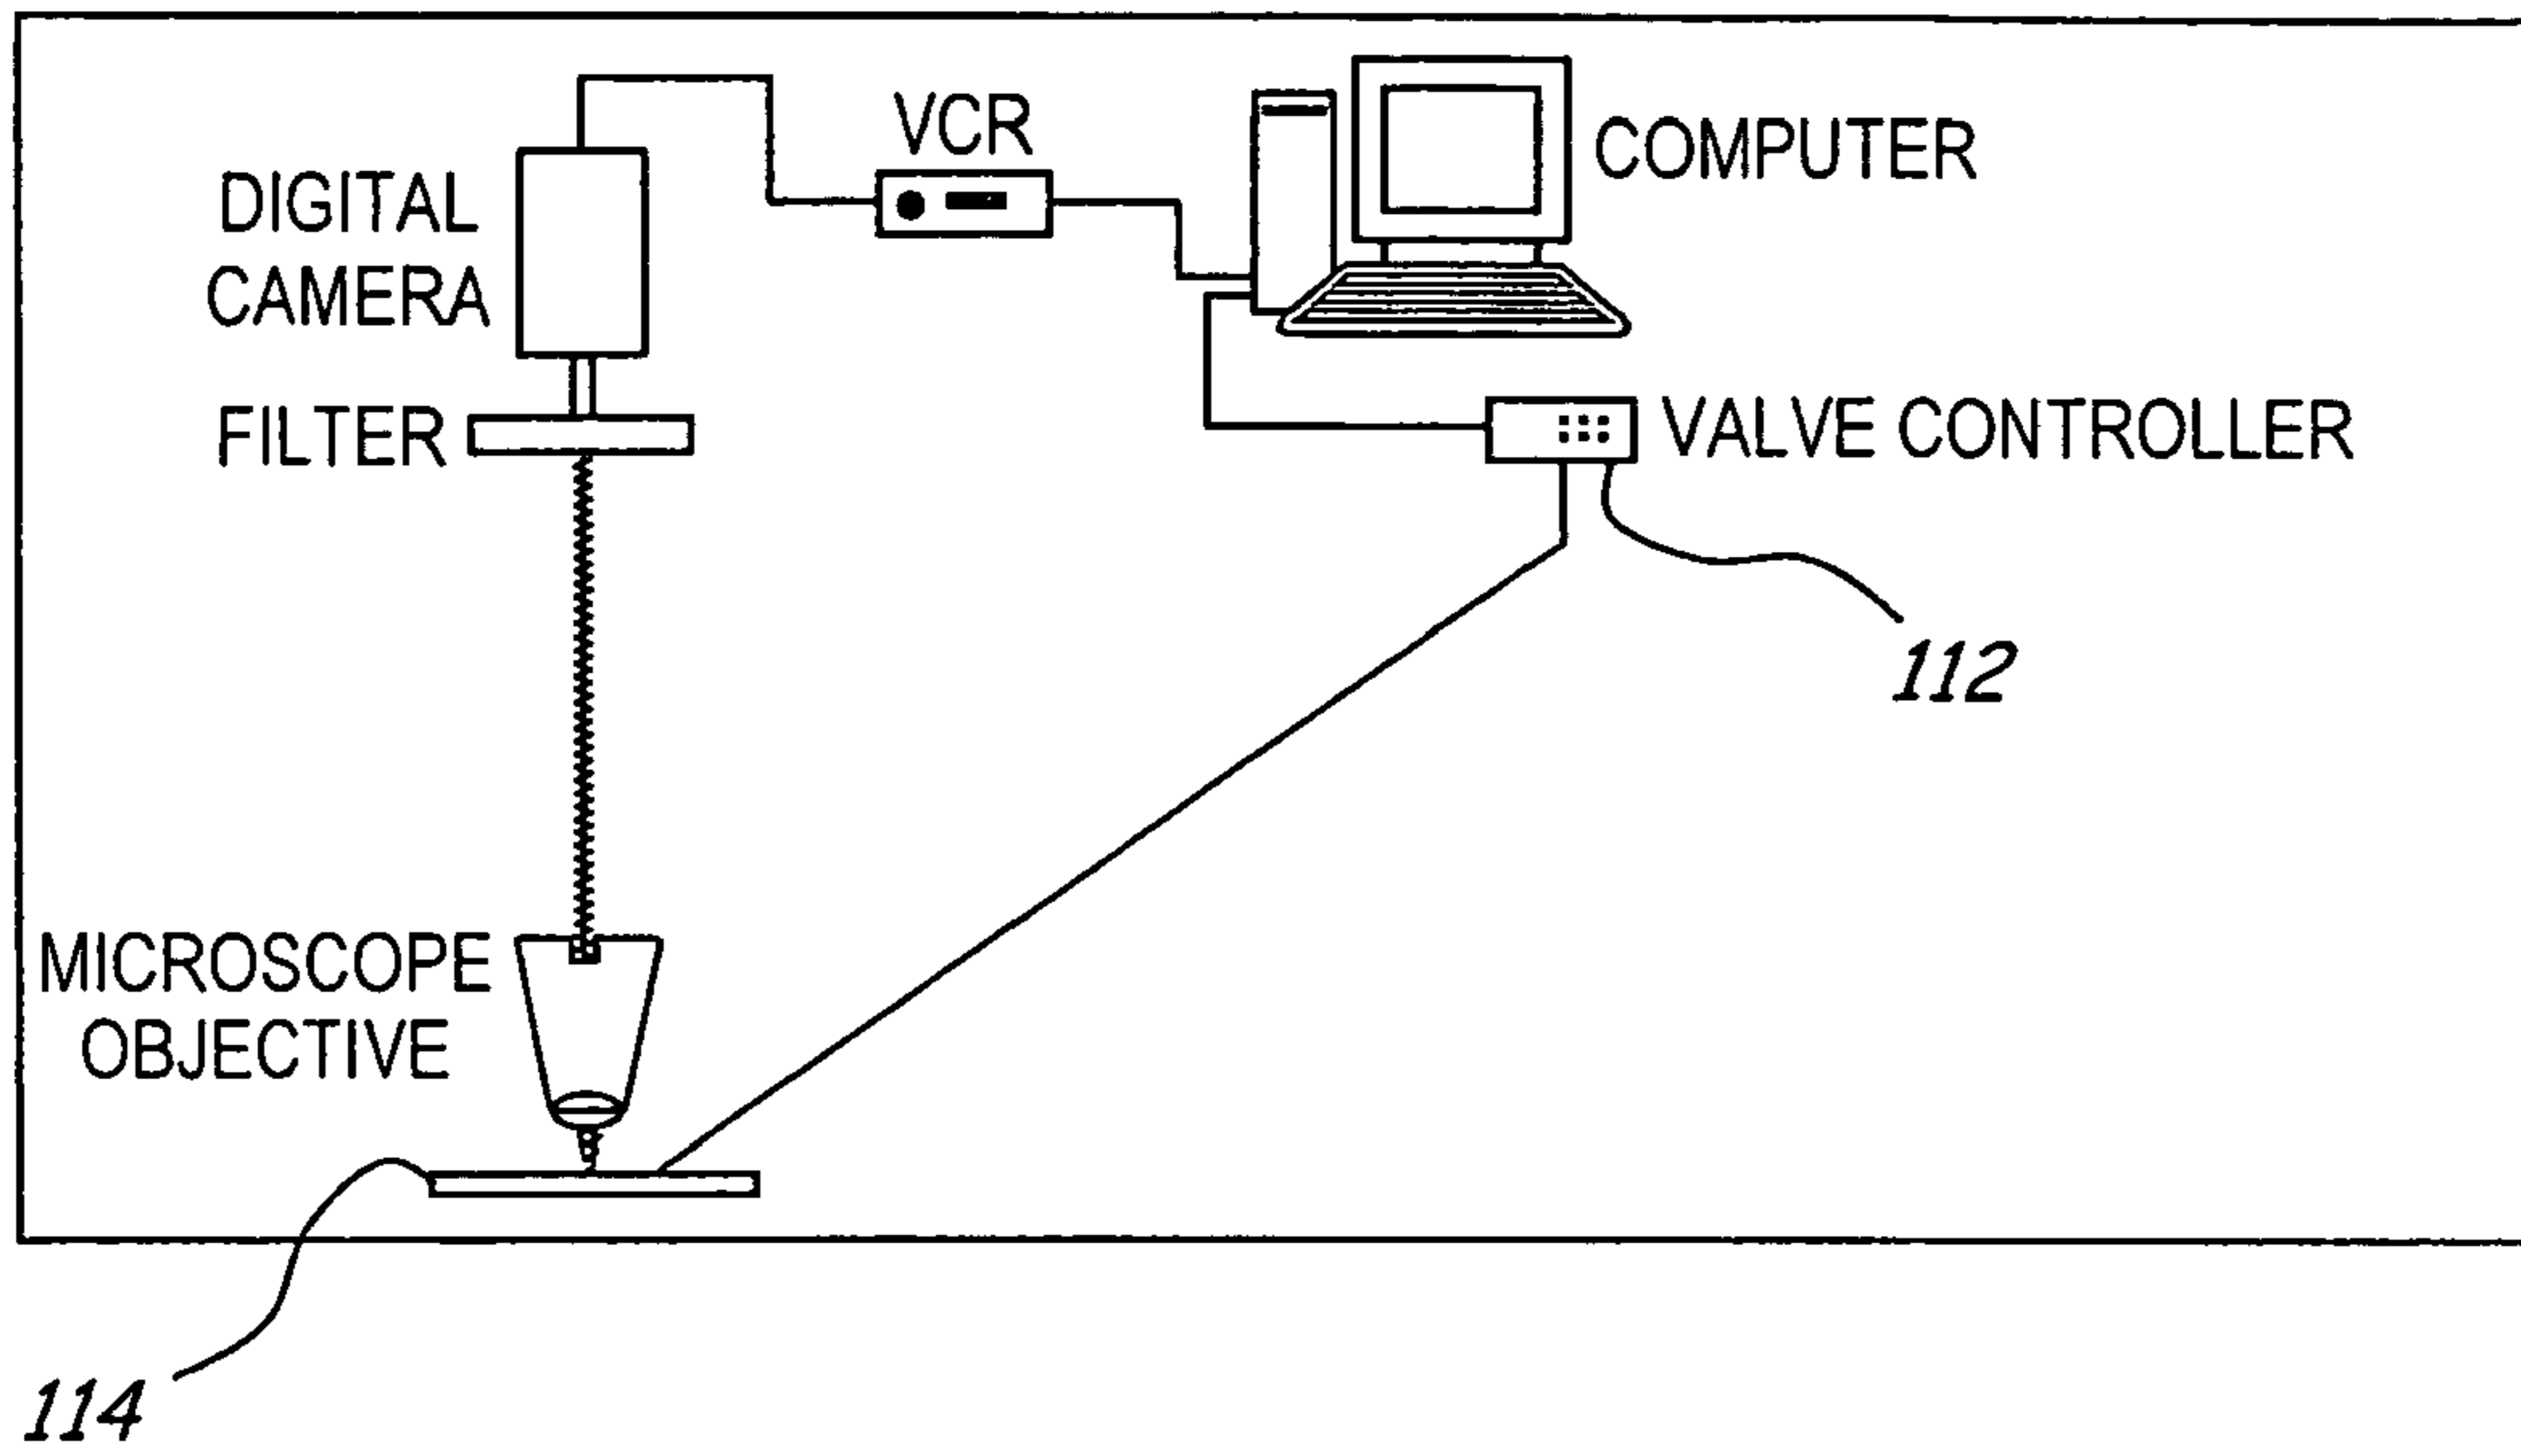 VCR
COMPUTER
DIGITAL
CAMERA
FILTER
VALVE CONTROLLER
112
MICROSCOPE
OBJECTIVE
114